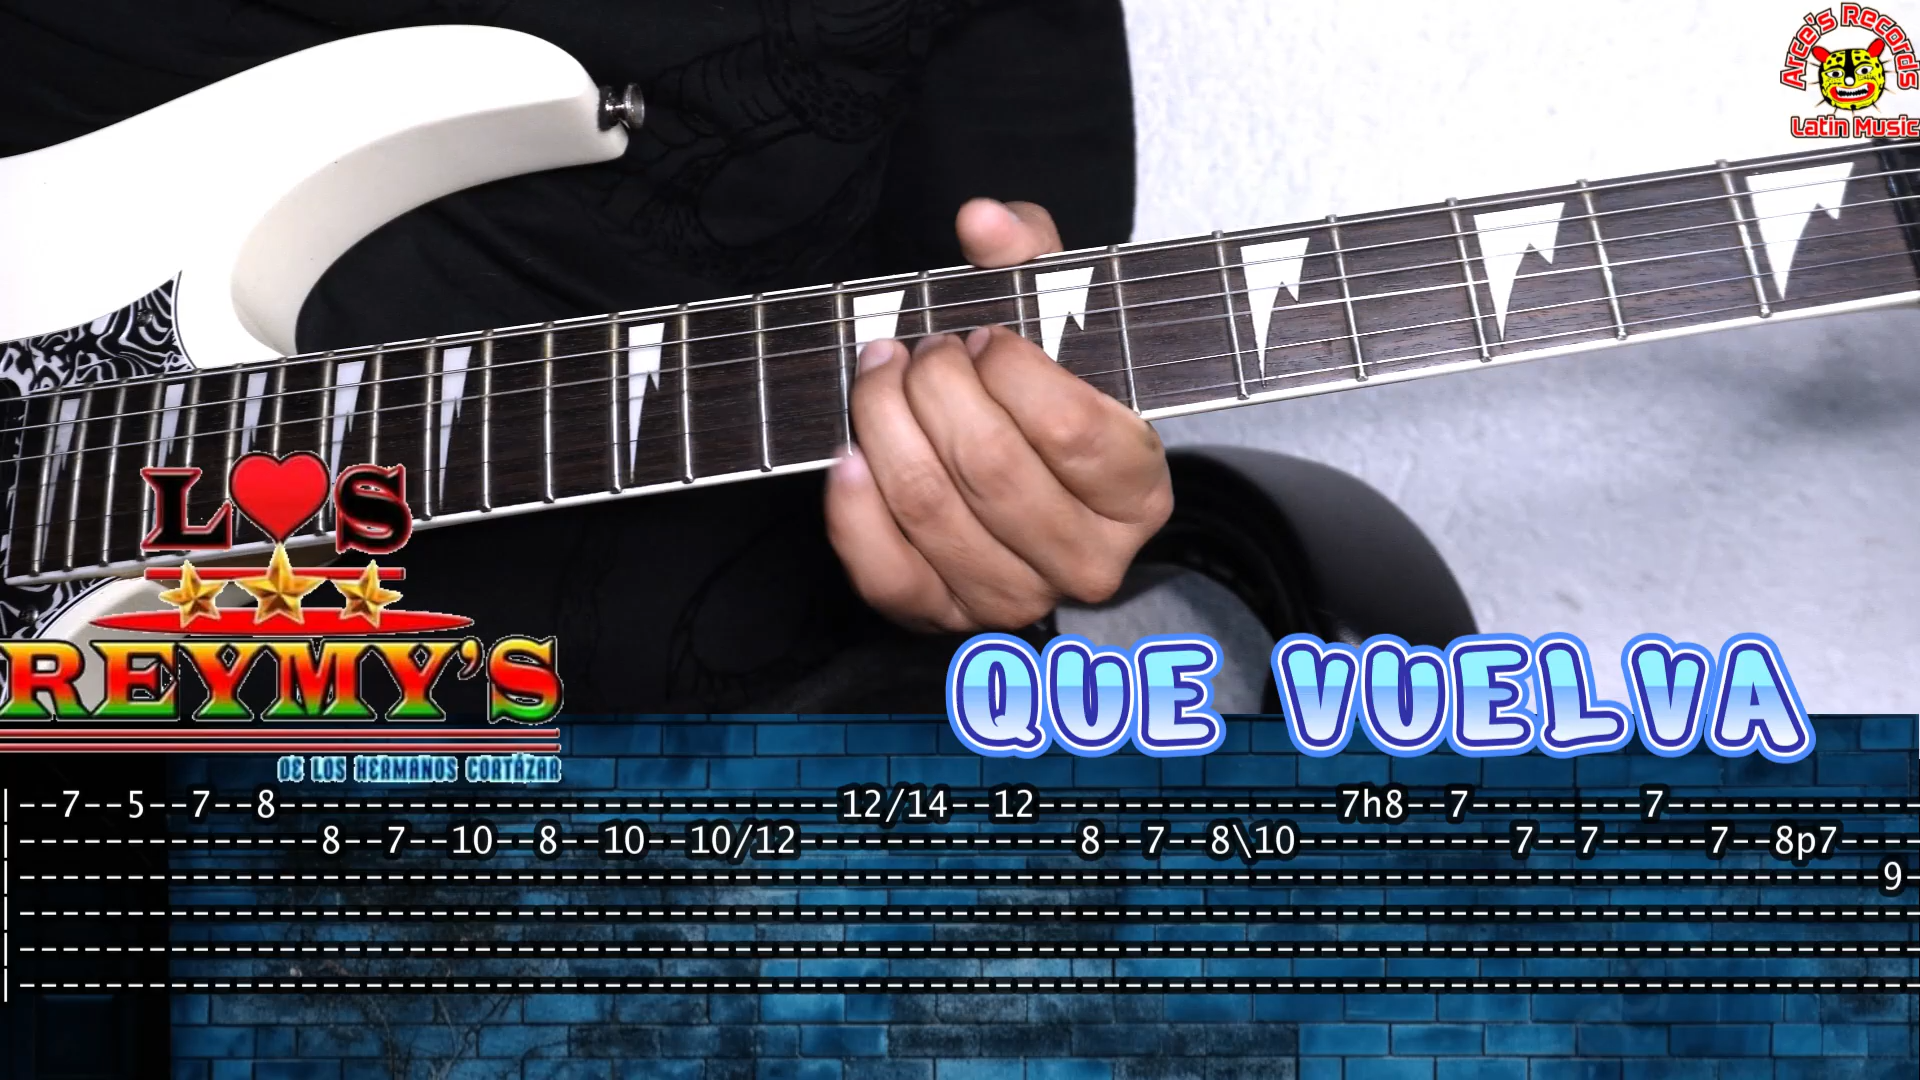 Arce's Records
Latin Music
LOS
REYMY'S
DE LOS HERMANOS CORTÁZAR
QUE VUELVA
|--7--5--7--8-----------------------------------12/14--12-------------------7h8--7-----------7-----------
|-------------------8--7--10--8--10--10/12------------------8--7--8\10--------------7--7-------7--8p7----
|---------------------------------------------------------------------------------------------------9-
|------------------------------------------------------------------------------------------------------
|------------------------------------------------------------------------------------------------------
|------------------------------------------------------------------------------------------------------